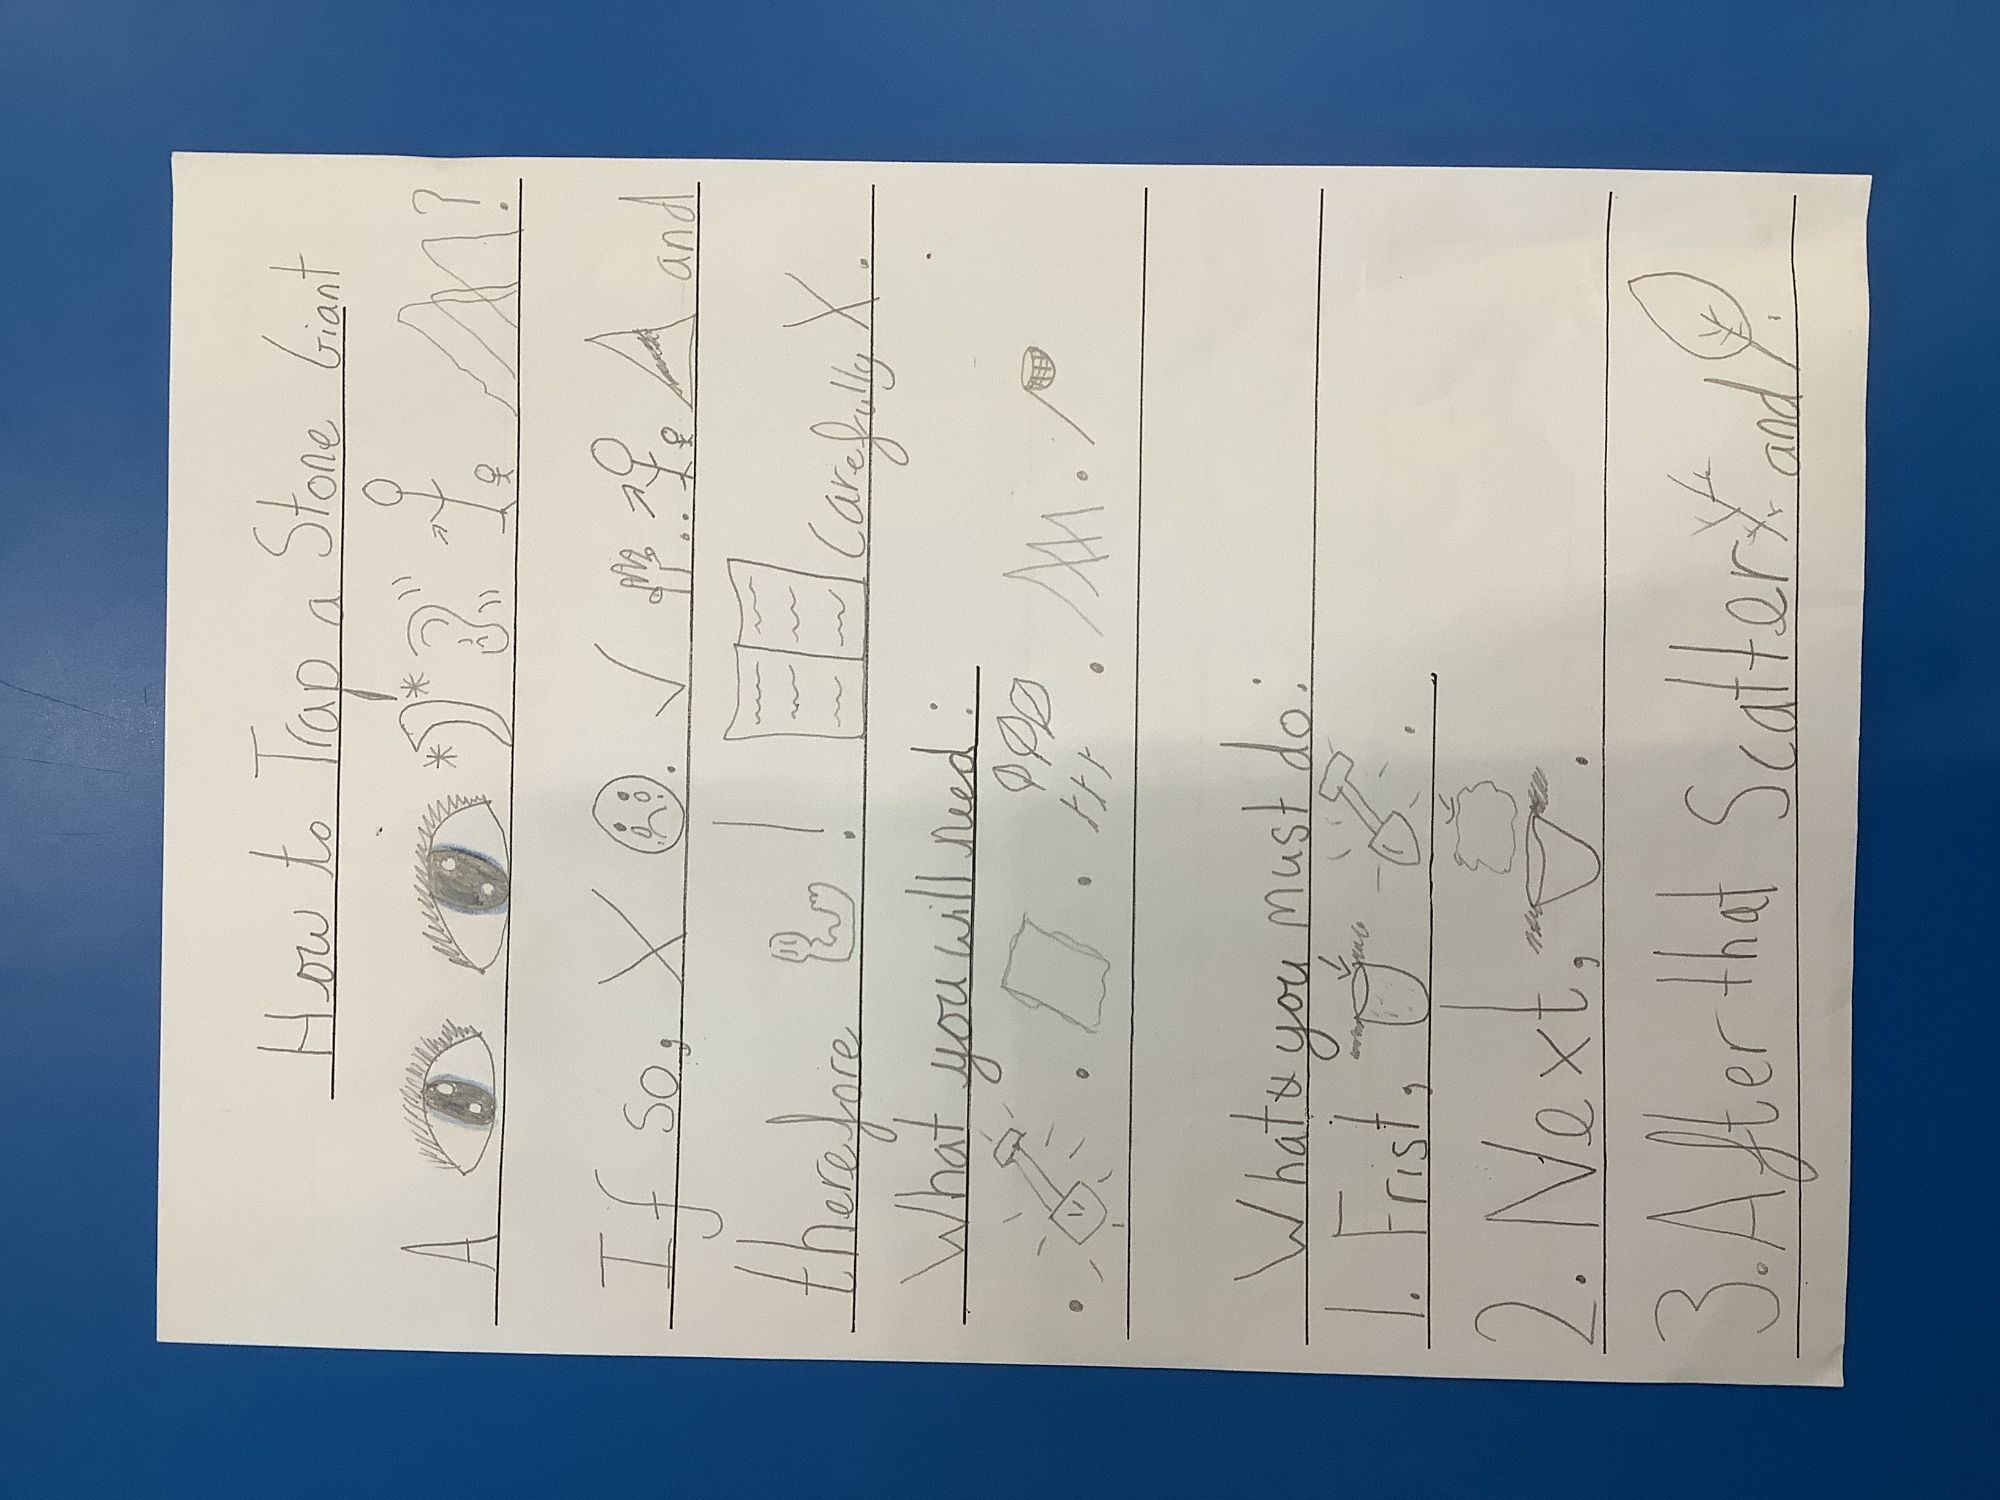 How to Trap a Stone Giant
A ?
If so, X . ✓ and
therefore ! Carefully X.
What you will need:
What you must do:
1. Frist, .
2. Next, .
3. After that Scatter and .